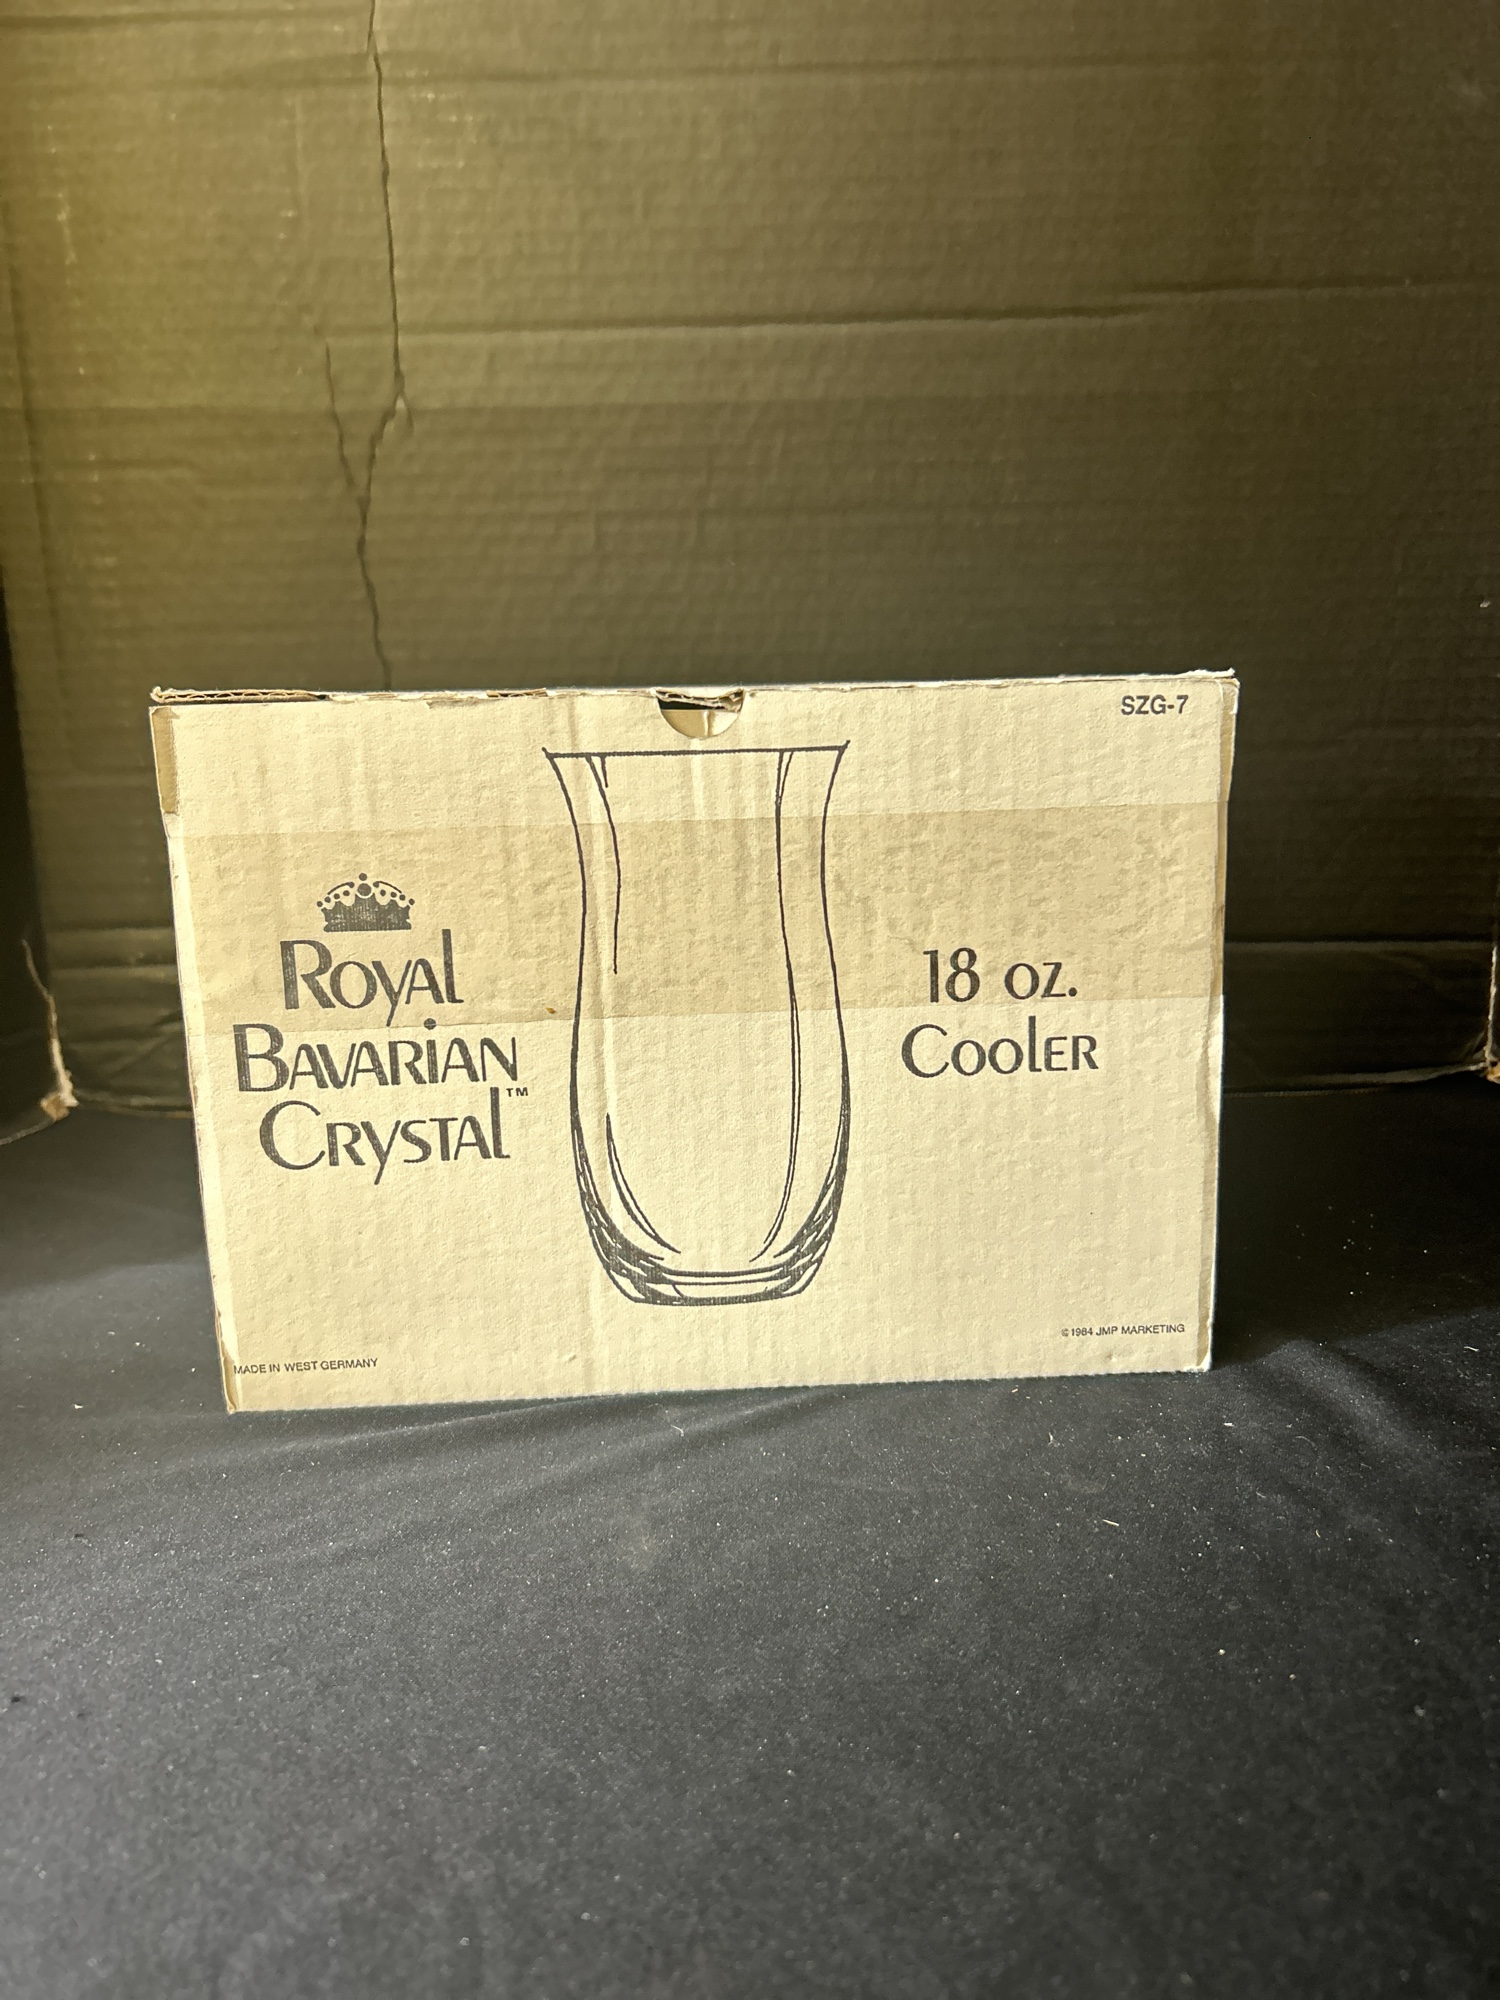 SZG-7
Royal
Bavarian
Crystal™
18 oz.
Cooler
MADE IN WEST GERMANY
©1984 JMP MARKETING